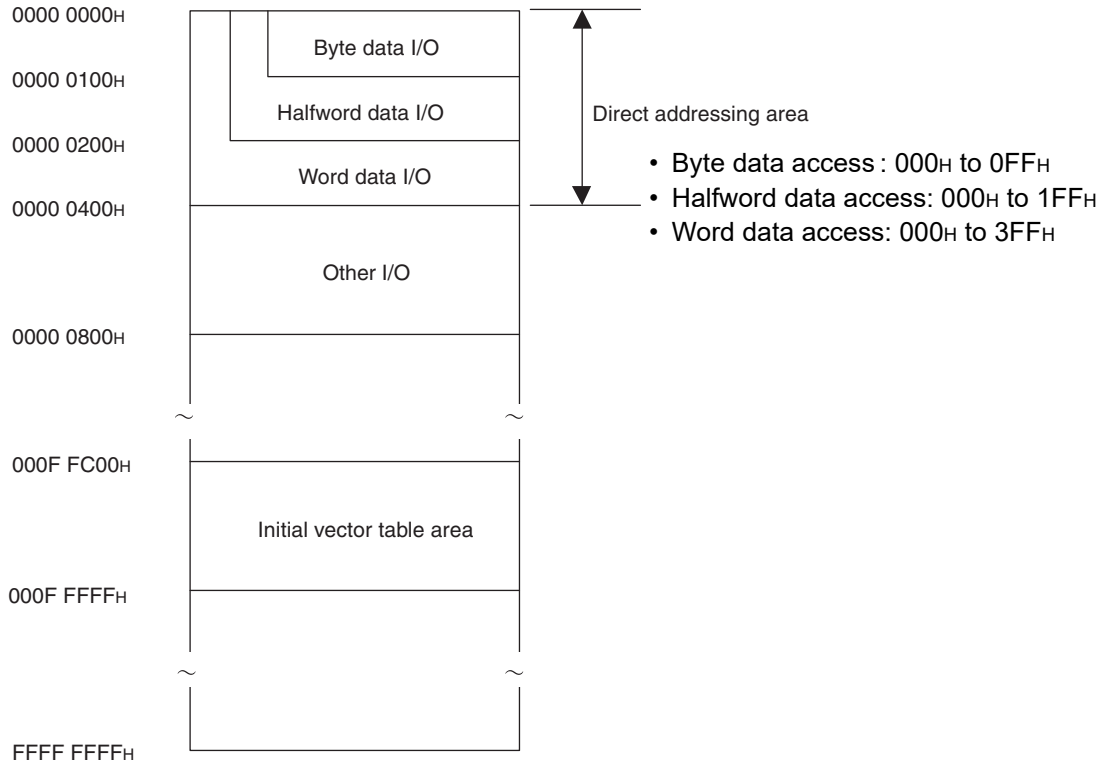 0000 0000H
Byte data I/O
0000 0100H
Halfword data I/O
Direct addressing area
0000 0200H
• Byte data access : 000H to 0FFH
Word data I/O
• Halfword data access: 000H to 1FFH
0000 0400H
• Word data access: 000H to 3FFH
Other I/O
0000 0800H
~ ~
000F FC00H
Initial vector table area
000F FFFFH
~ ~
FFFF FFFFH